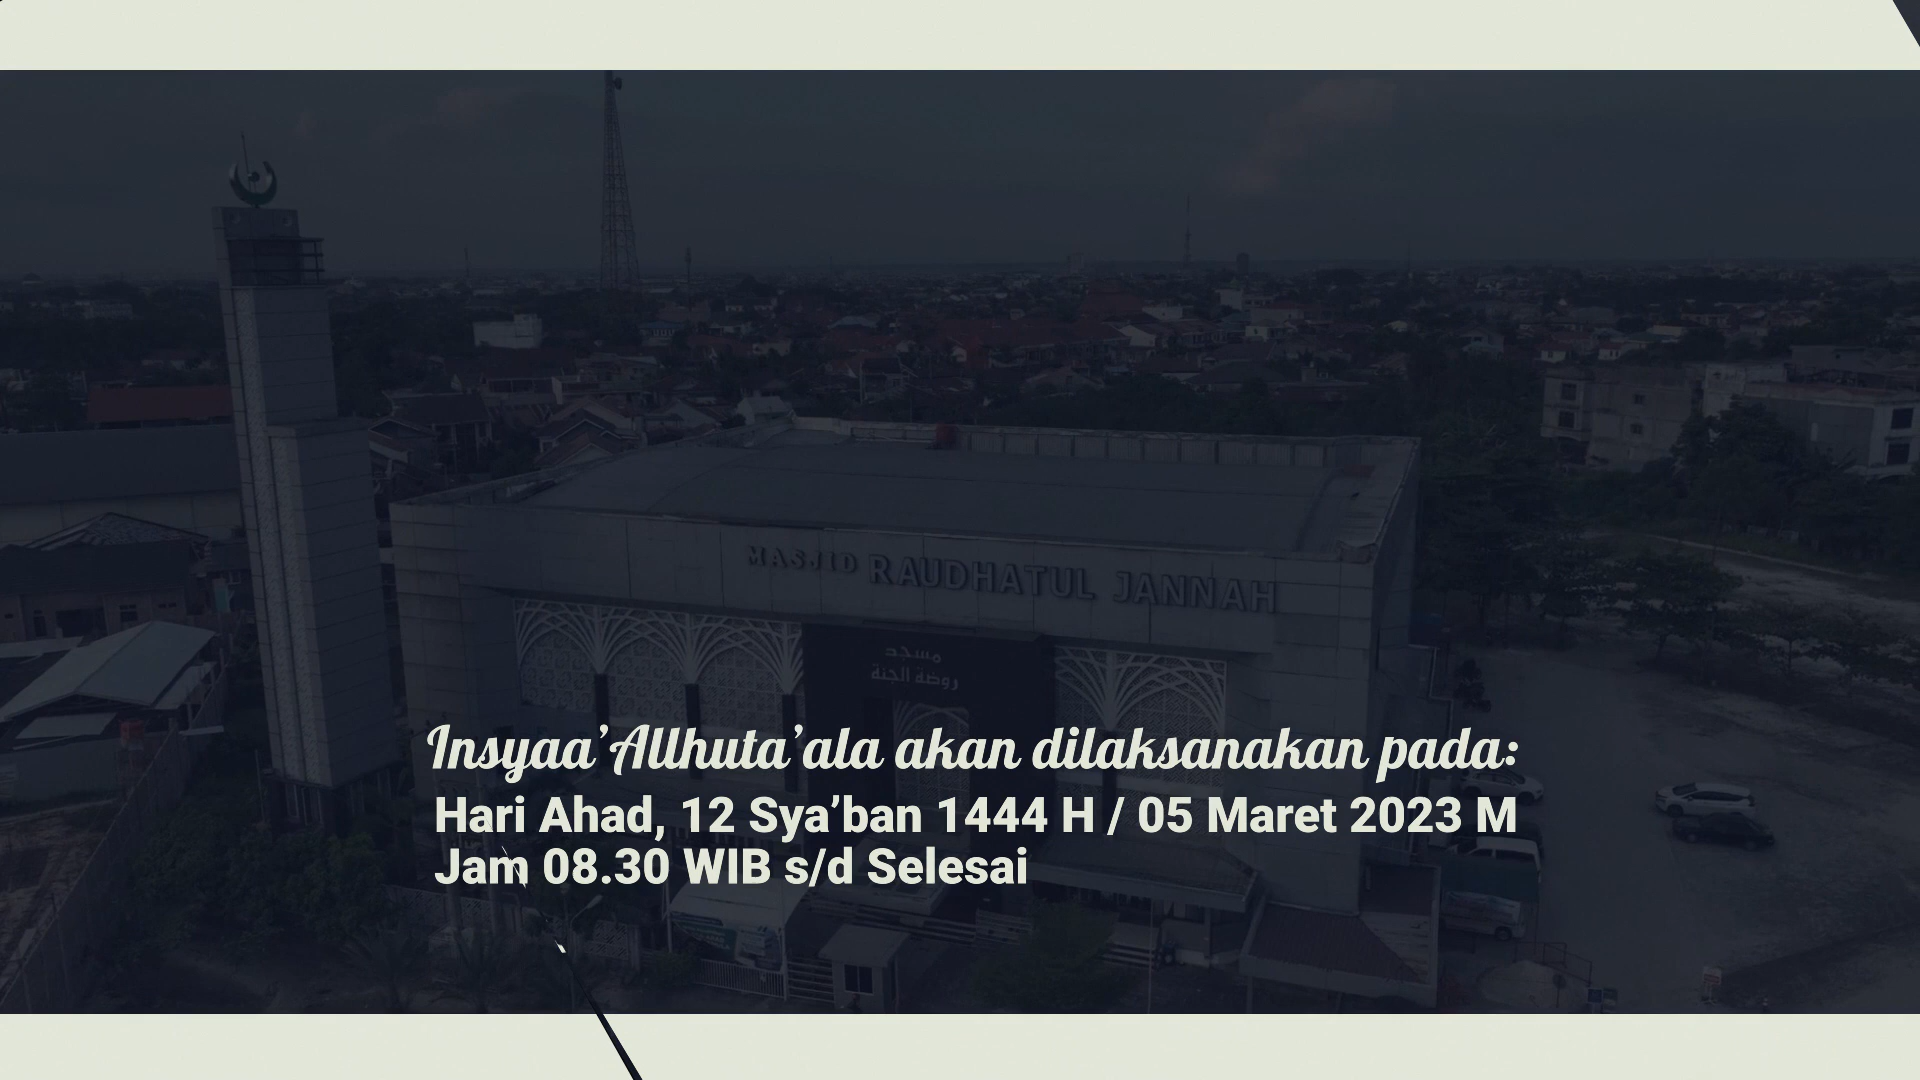 MASJID RAUDHATUL JANNAH
مسجد
روضة الجنة
Insyaa’Allhuta’ala akan dilaksanakan pada:
Hari Ahad, 12 Sya’ban 1444 H / 05 Maret 2023 M
Jam 08.30 WIB s/d Selesai